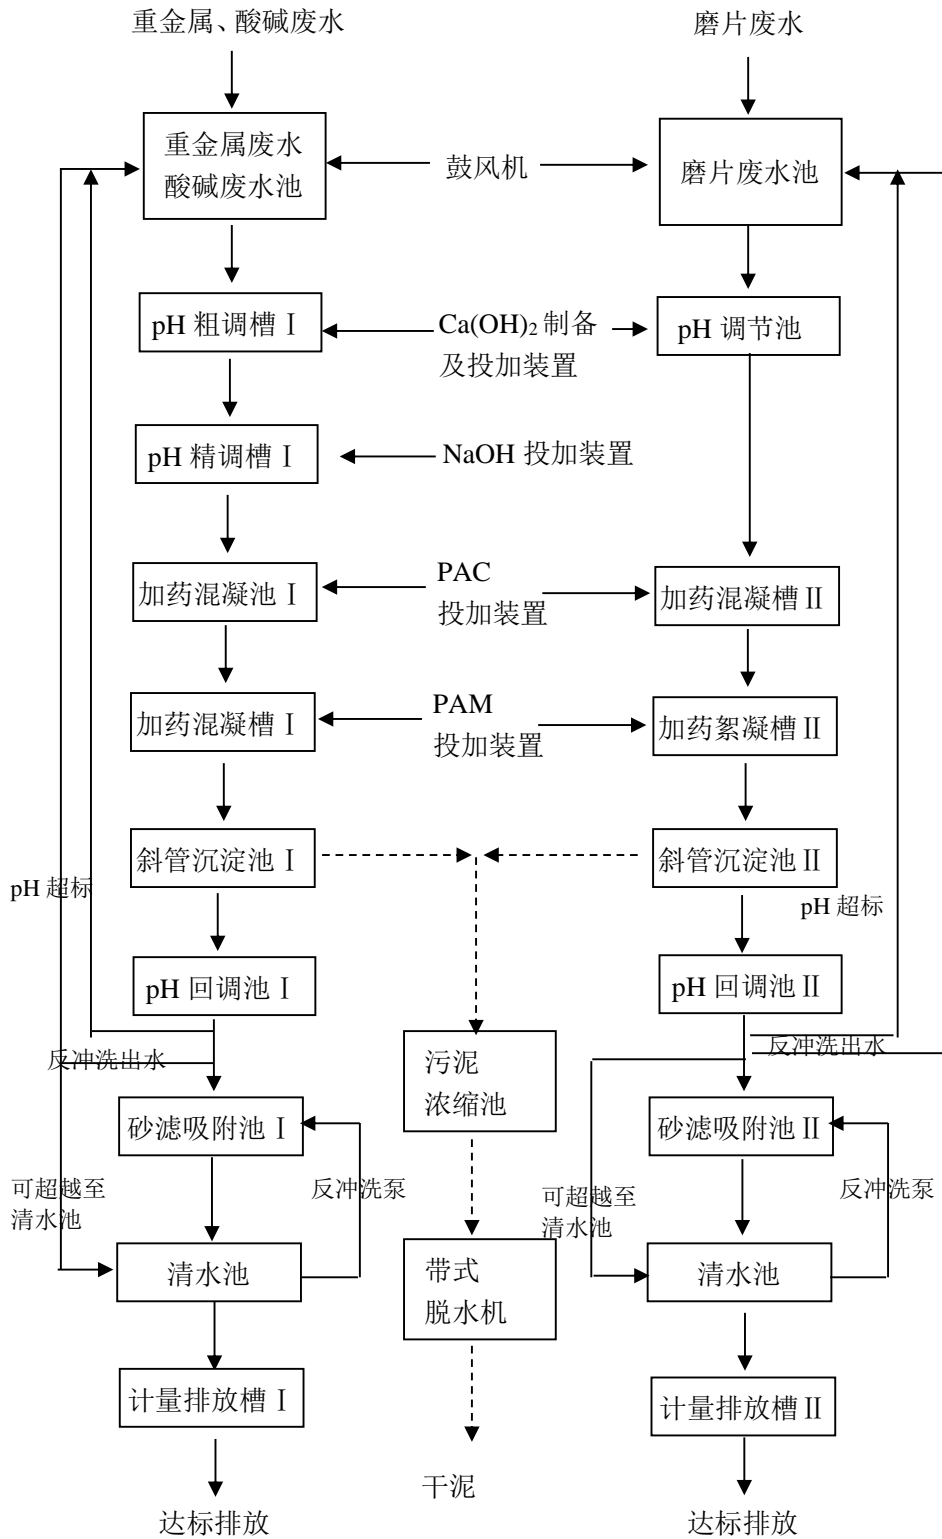 重金属、酸碱废水
磨片废水
重金属废水
酸碱废水池
鼓风机
磨片废水池
pH 粗调槽Ⅰ
Ca(OH)₂ 制备
及投加装置
pH 调节池
pH 精调槽Ⅰ
NaOH 投加装置
加药混凝池Ⅰ
PAC
投加装置
加药混凝槽Ⅱ
加药混凝槽Ⅰ
PAM
投加装置
加药絮凝槽Ⅱ
斜管沉淀池Ⅰ
斜管沉淀池Ⅱ
pH 超标
pH 超标
pH 回调池Ⅰ
pH 回调池Ⅱ
反冲洗出水
反冲洗出水
污泥
浓缩池
砂滤吸附池Ⅰ
砂滤吸附池Ⅱ
可超越至
清水池
反冲洗泵
可超越至
清水池
反冲洗泵
清水池
带式
脱水机
清水池
计量排放槽Ⅰ
计量排放槽Ⅱ
干泥
达标排放
达标排放